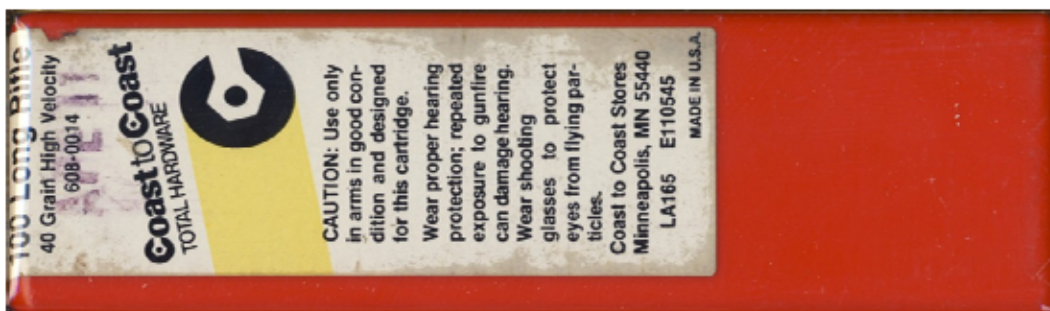 100 Long Rifle
40 Grain High Velocity
608-0014
Coast to Coast
TOTAL HARDWARE
CAUTION: Use only
in arms in good con-
dition and designed
for this cartridge.
Wear proper hearing
protection; repeated
exposure to gunfire
can damage hearing.
Wear shooting
glasses to protect
eyes from flying par-
ticles.
Coast to Coast Stores
Minneapolis, MN 55440
LA165 E110545
MADE IN U.S.A.